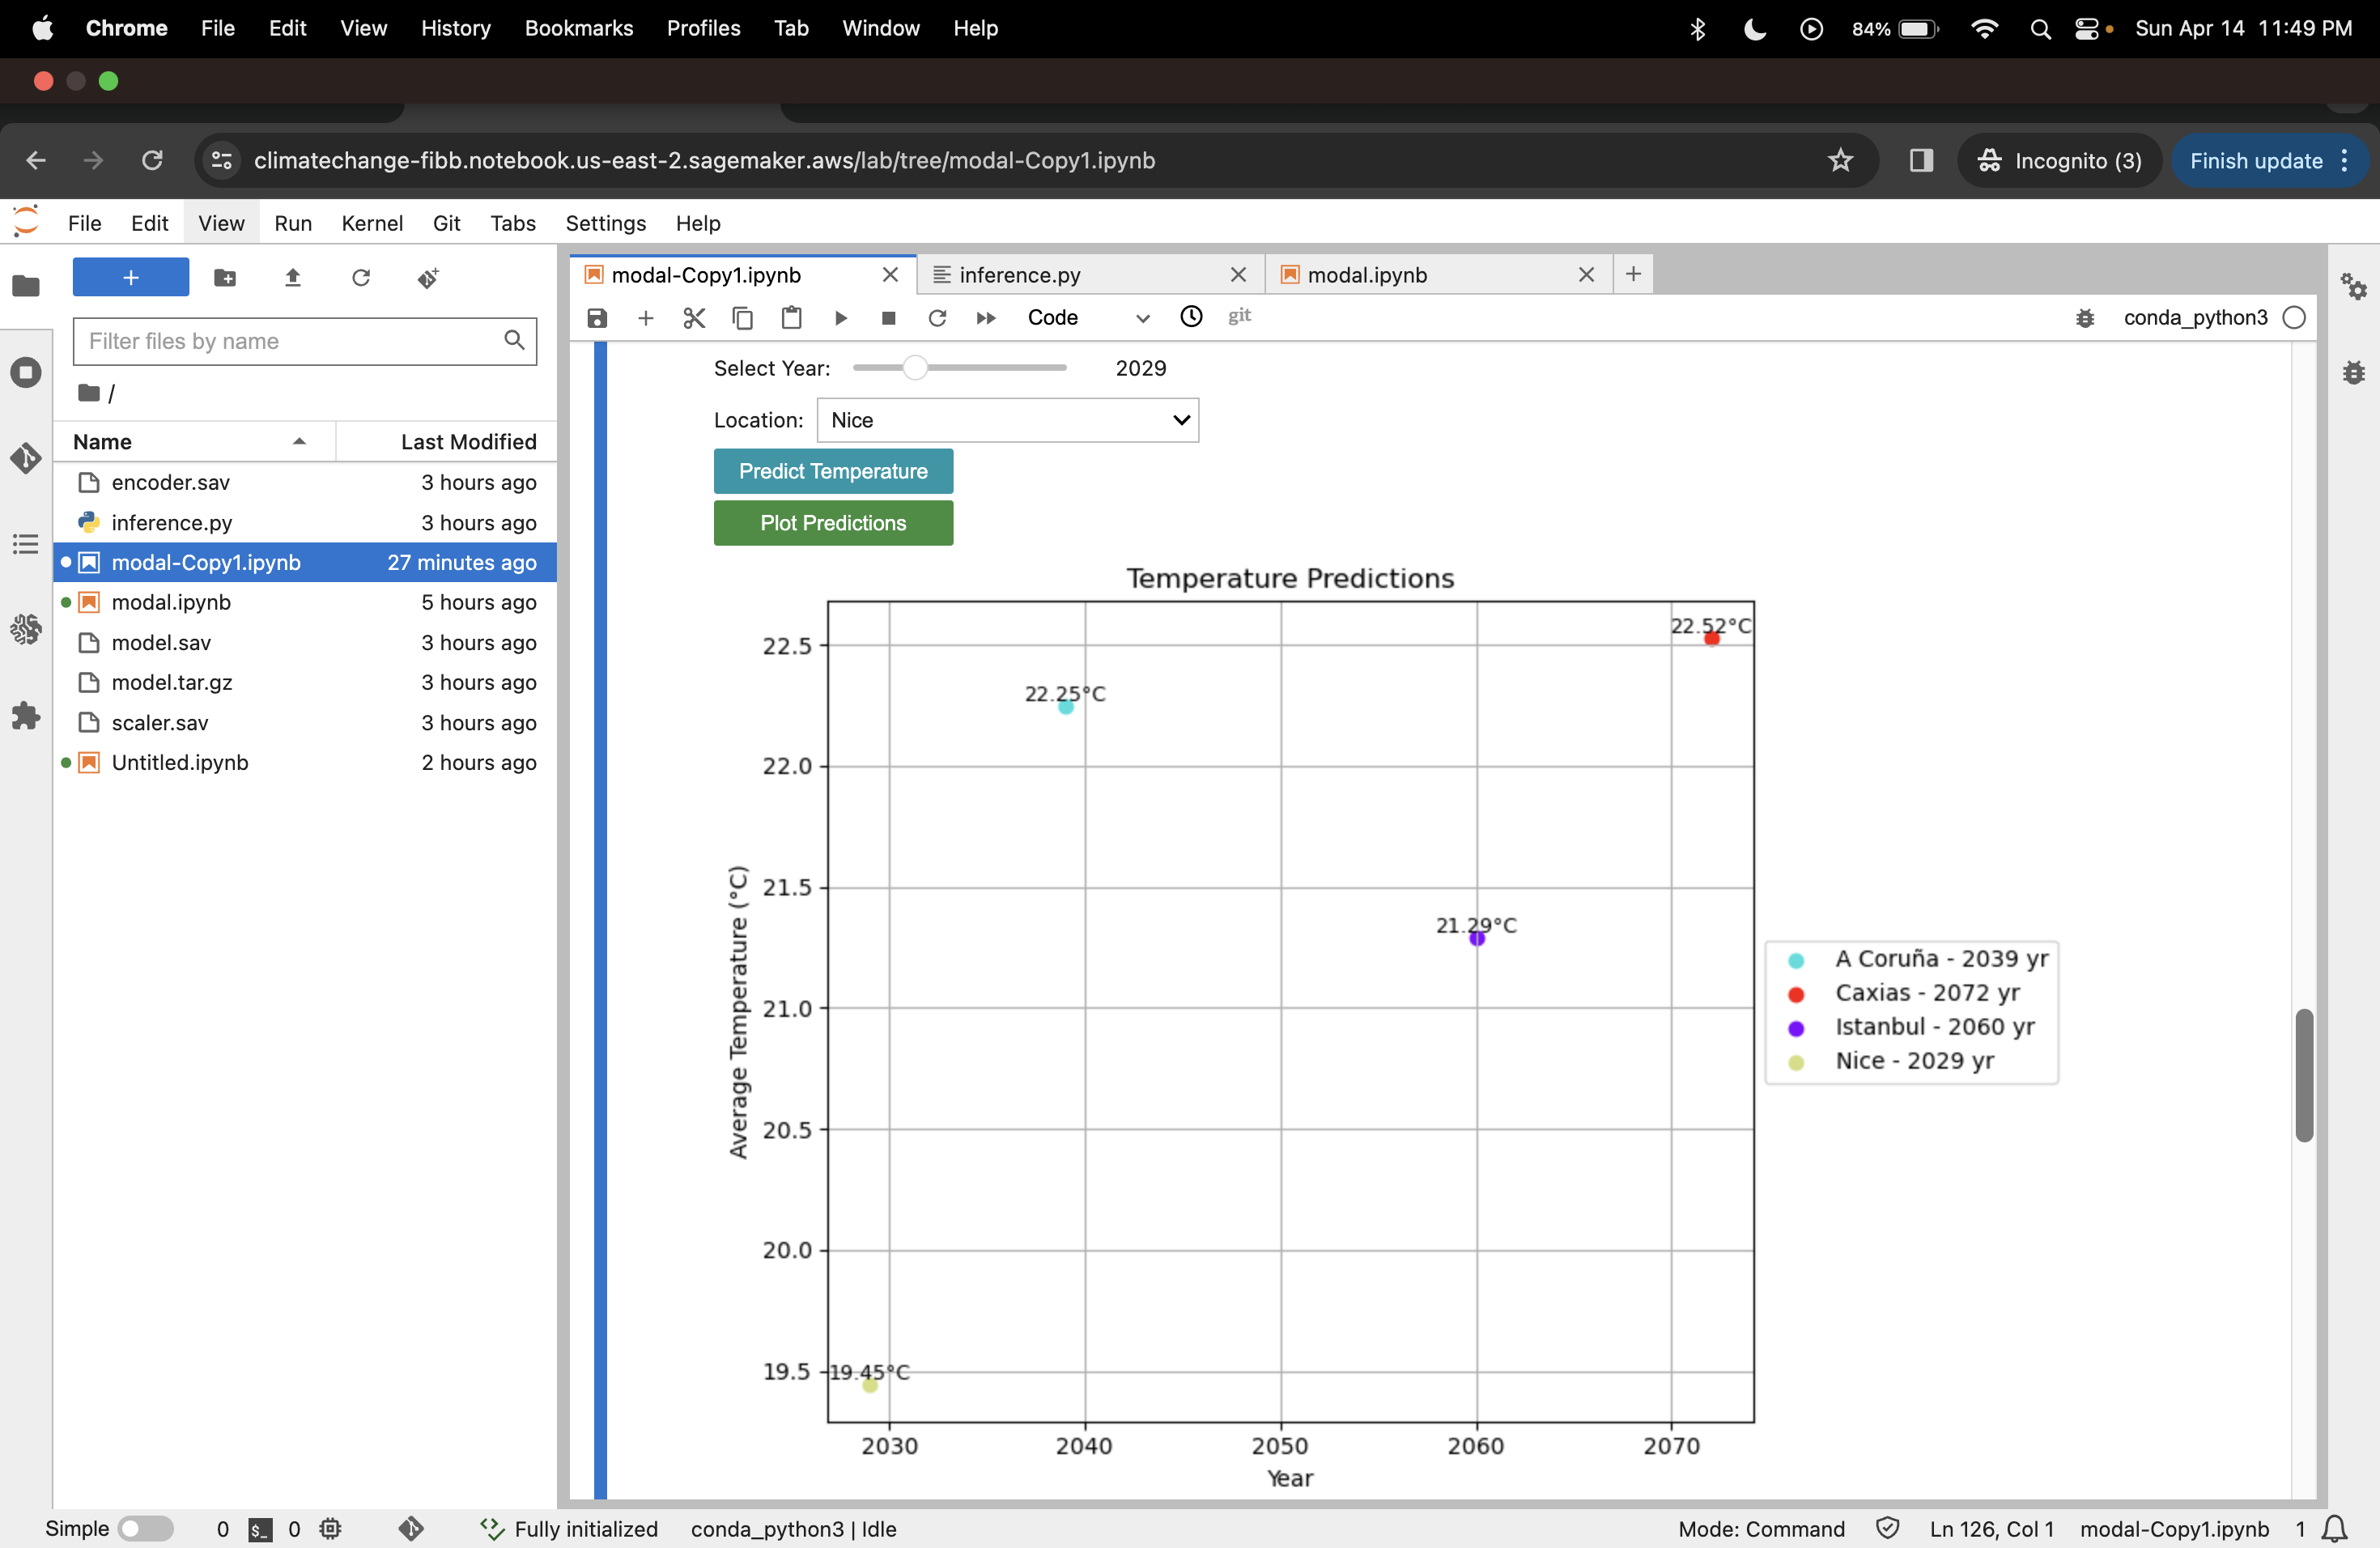 Chrome File Edit View History Bookmarks Profiles Tab Window Help 84% Sun Apr 14 11:49 PM
climatechange-fibb.notebook.us-east-2.sagemaker.aws/lab/tree/modal-Copy1.ipynb Incognito (3) Finish update
File Edit View Run Kernel Git Tabs Settings Help
modal-Copy1.ipynb inference.py modal.ipynb
Code git conda_python3
Filter files by name
/
Name Last Modified
encoder.sav 3 hours ago
inference.py 3 hours ago
modal-Copy1.ipynb 27 minutes ago
modal.ipynb 5 hours ago
model.sav 3 hours ago
model.tar.gz 3 hours ago
scaler.sav 3 hours ago
Untitled.ipynb 2 hours ago
Select Year: 2029
Location: Nice
Predict Temperature
Plot Predictions
Temperature Predictions
22.52°C
22.5
22.25°C
22.0
21.5
21.29°C
21.0
20.5
20.0
19.5
19.45°C
Average Temperature (°C)
2030 2040 2050 2060 2070
Year
A Coruña - 2039 yr
Caxias - 2072 yr
Istanbul - 2060 yr
Nice - 2029 yr
Simple 0 $_ 0 Fully initialized conda_python3 | Idle Mode: Command Ln 126, Col 1 modal-Copy1.ipynb 1